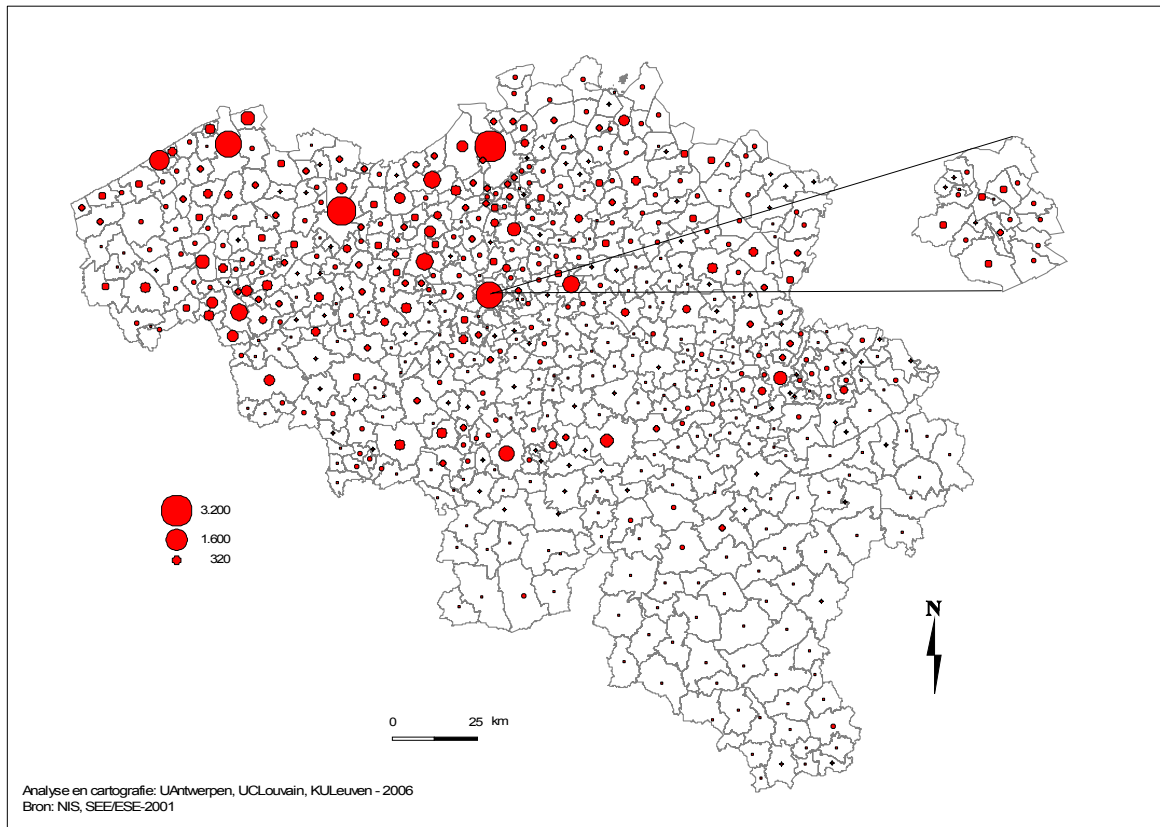 3.200
1.600
320
N
0 25 km
Analyse en cartografie: UAntwerpen, UCLouvain, KULeuven - 2006
Bron: NIS, SEE/ESE-2001